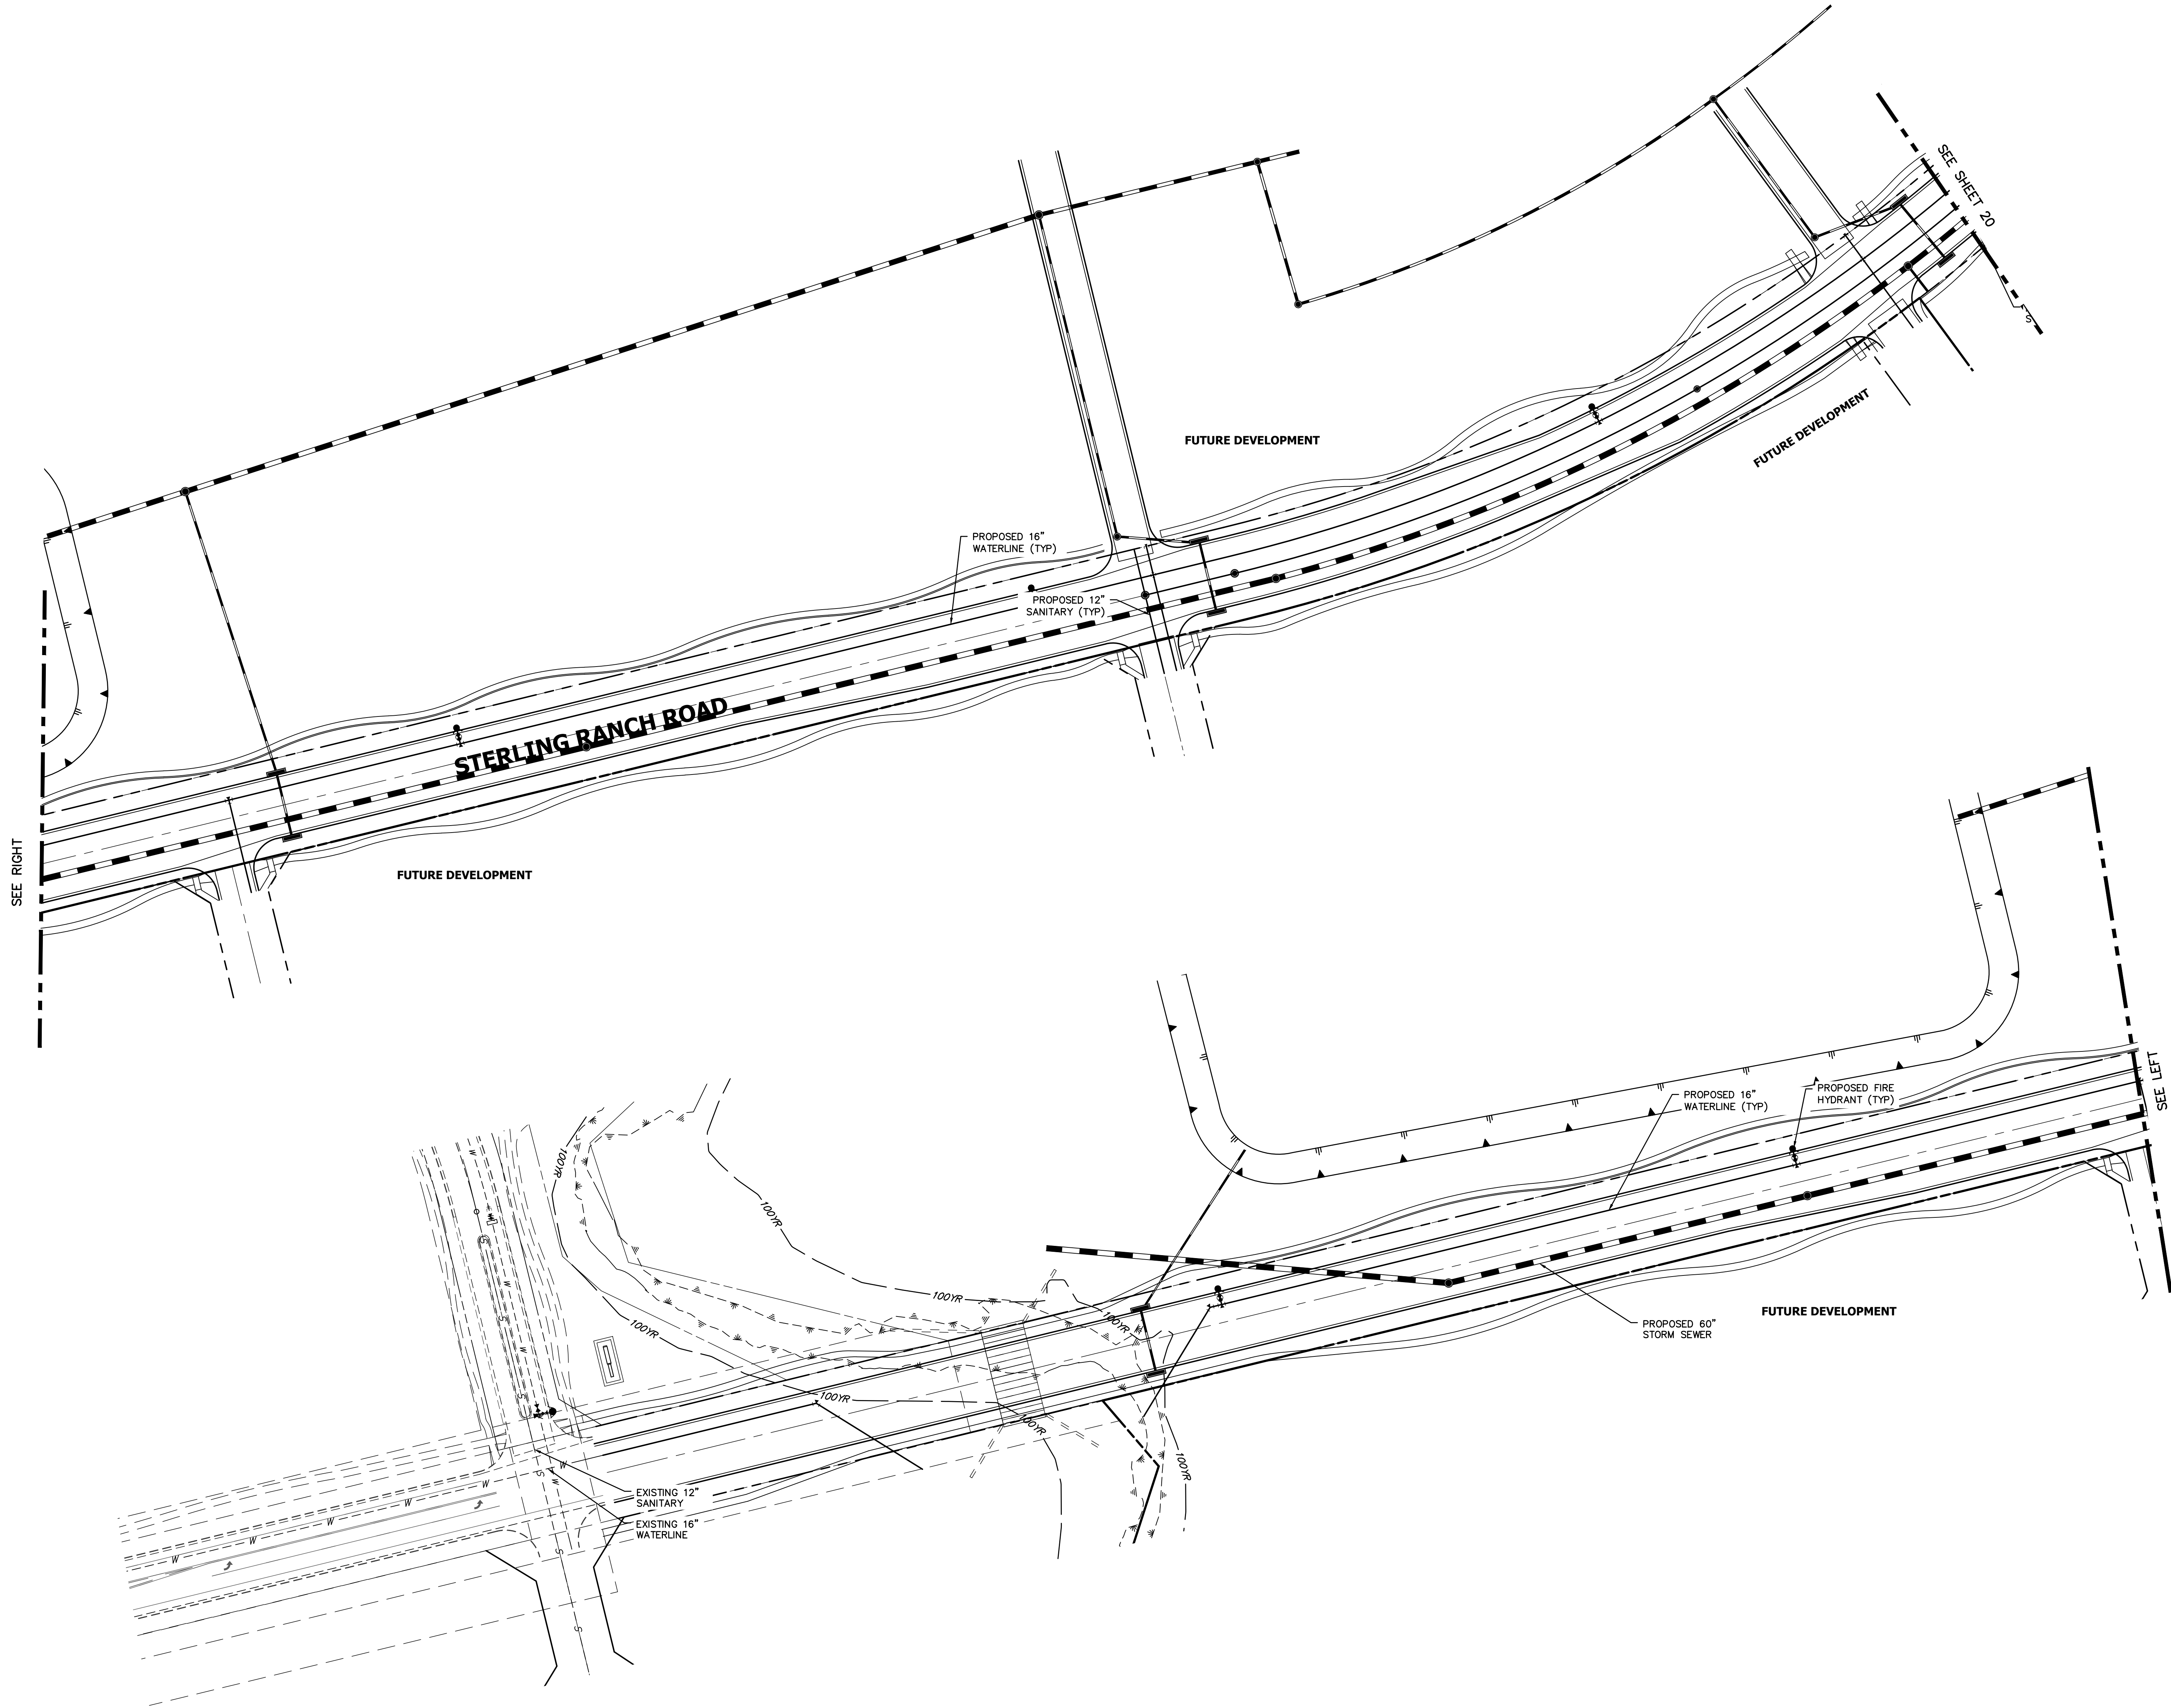 SEE SHEET 20
S
FUTURE DEVELOPMENT
FUTURE DEVELOPMENT
PROPOSED 16"
WATERLINE (TYP)
PROPOSED 12"
SANITARY (TYP)
STERLING RANCH ROAD
SEE RIGHT
FUTURE DEVELOPMENT
SEE LEFT
PROPOSED 16"
WATERLINE (TYP)
PROPOSED FIRE
HYDRANT (TYP)
100YR
100YR
100YR
100YR
100YR
100YR
100YR
100YR
FUTURE DEVELOPMENT
PROPOSED 60"
STORM SEWER
W
W
S
W
S
W
S
W
S
W
EXISTING 12"
SANITARY
EXISTING 16"
WATERLINE
W
W
W
W
W
S
S